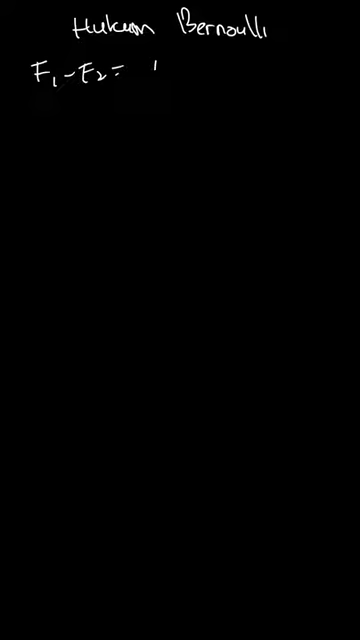 Hukum Bernoulli
F₁ - F₂ = '